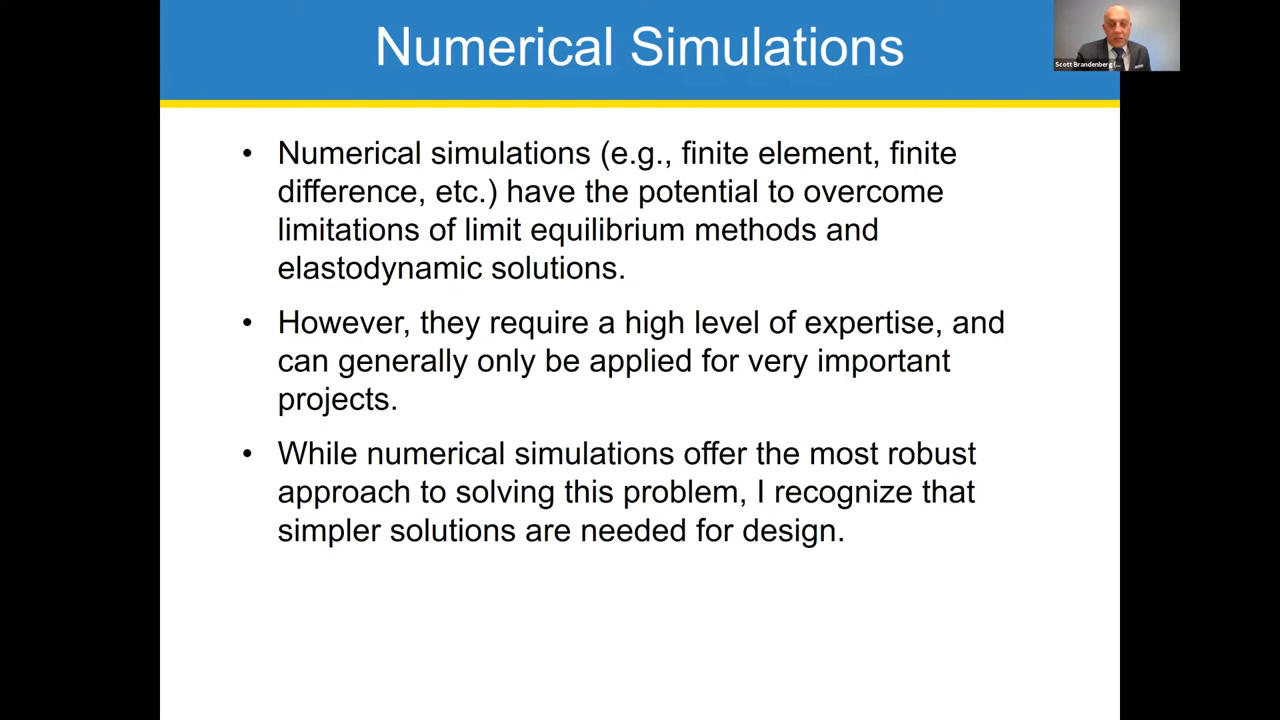 Numerical Simulations
Scott Brandenberg (...
• Numerical simulations (e.g., finite element, finite
difference, etc.) have the potential to overcome
limitations of limit equilibrium methods and
elastodynamic solutions.
• However, they require a high level of expertise, and
can generally only be applied for very important
projects.
• While numerical simulations offer the most robust
approach to solving this problem, I recognize that
simpler solutions are needed for design.